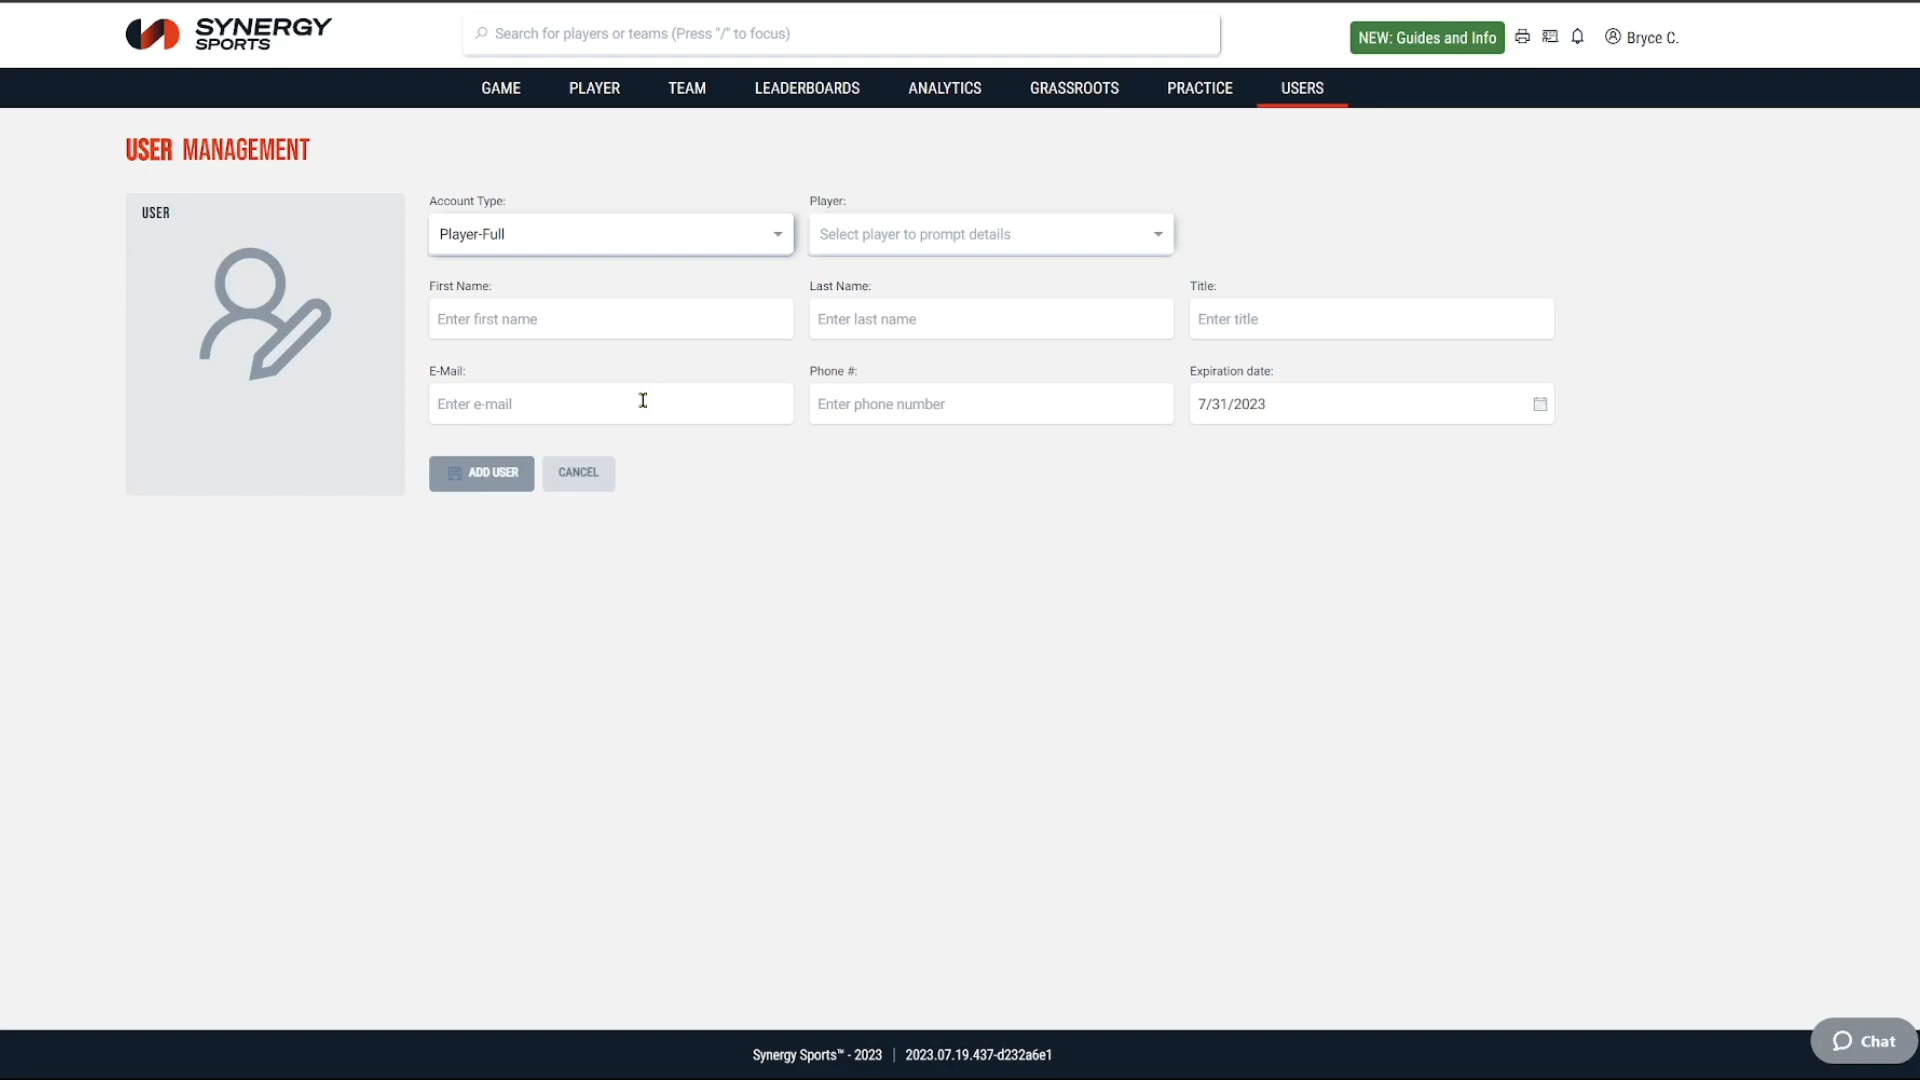 SYNERGY
SPORTS
Search for players or teams (Press "/" to focus)
NEW: Guides and Info
Bryce C.
GAME PLAYER TEAM LEADERBOARDS ANALYTICS GRASSROOTS PRACTICE USERS
USER MANAGEMENT
USER
Account Type:
Player:
Player-Full
Select player to prompt details
First Name:
Last Name:
Title:
Enter first name
Enter last name
Enter title
E-Mail:
Phone #:
Expiration date:
Enter e-mail
Enter phone number
7/31/2023
ADD USER
CANCEL
Synergy Sports™ - 2023 | 2023.07.19.437-d232a6e1
Chat